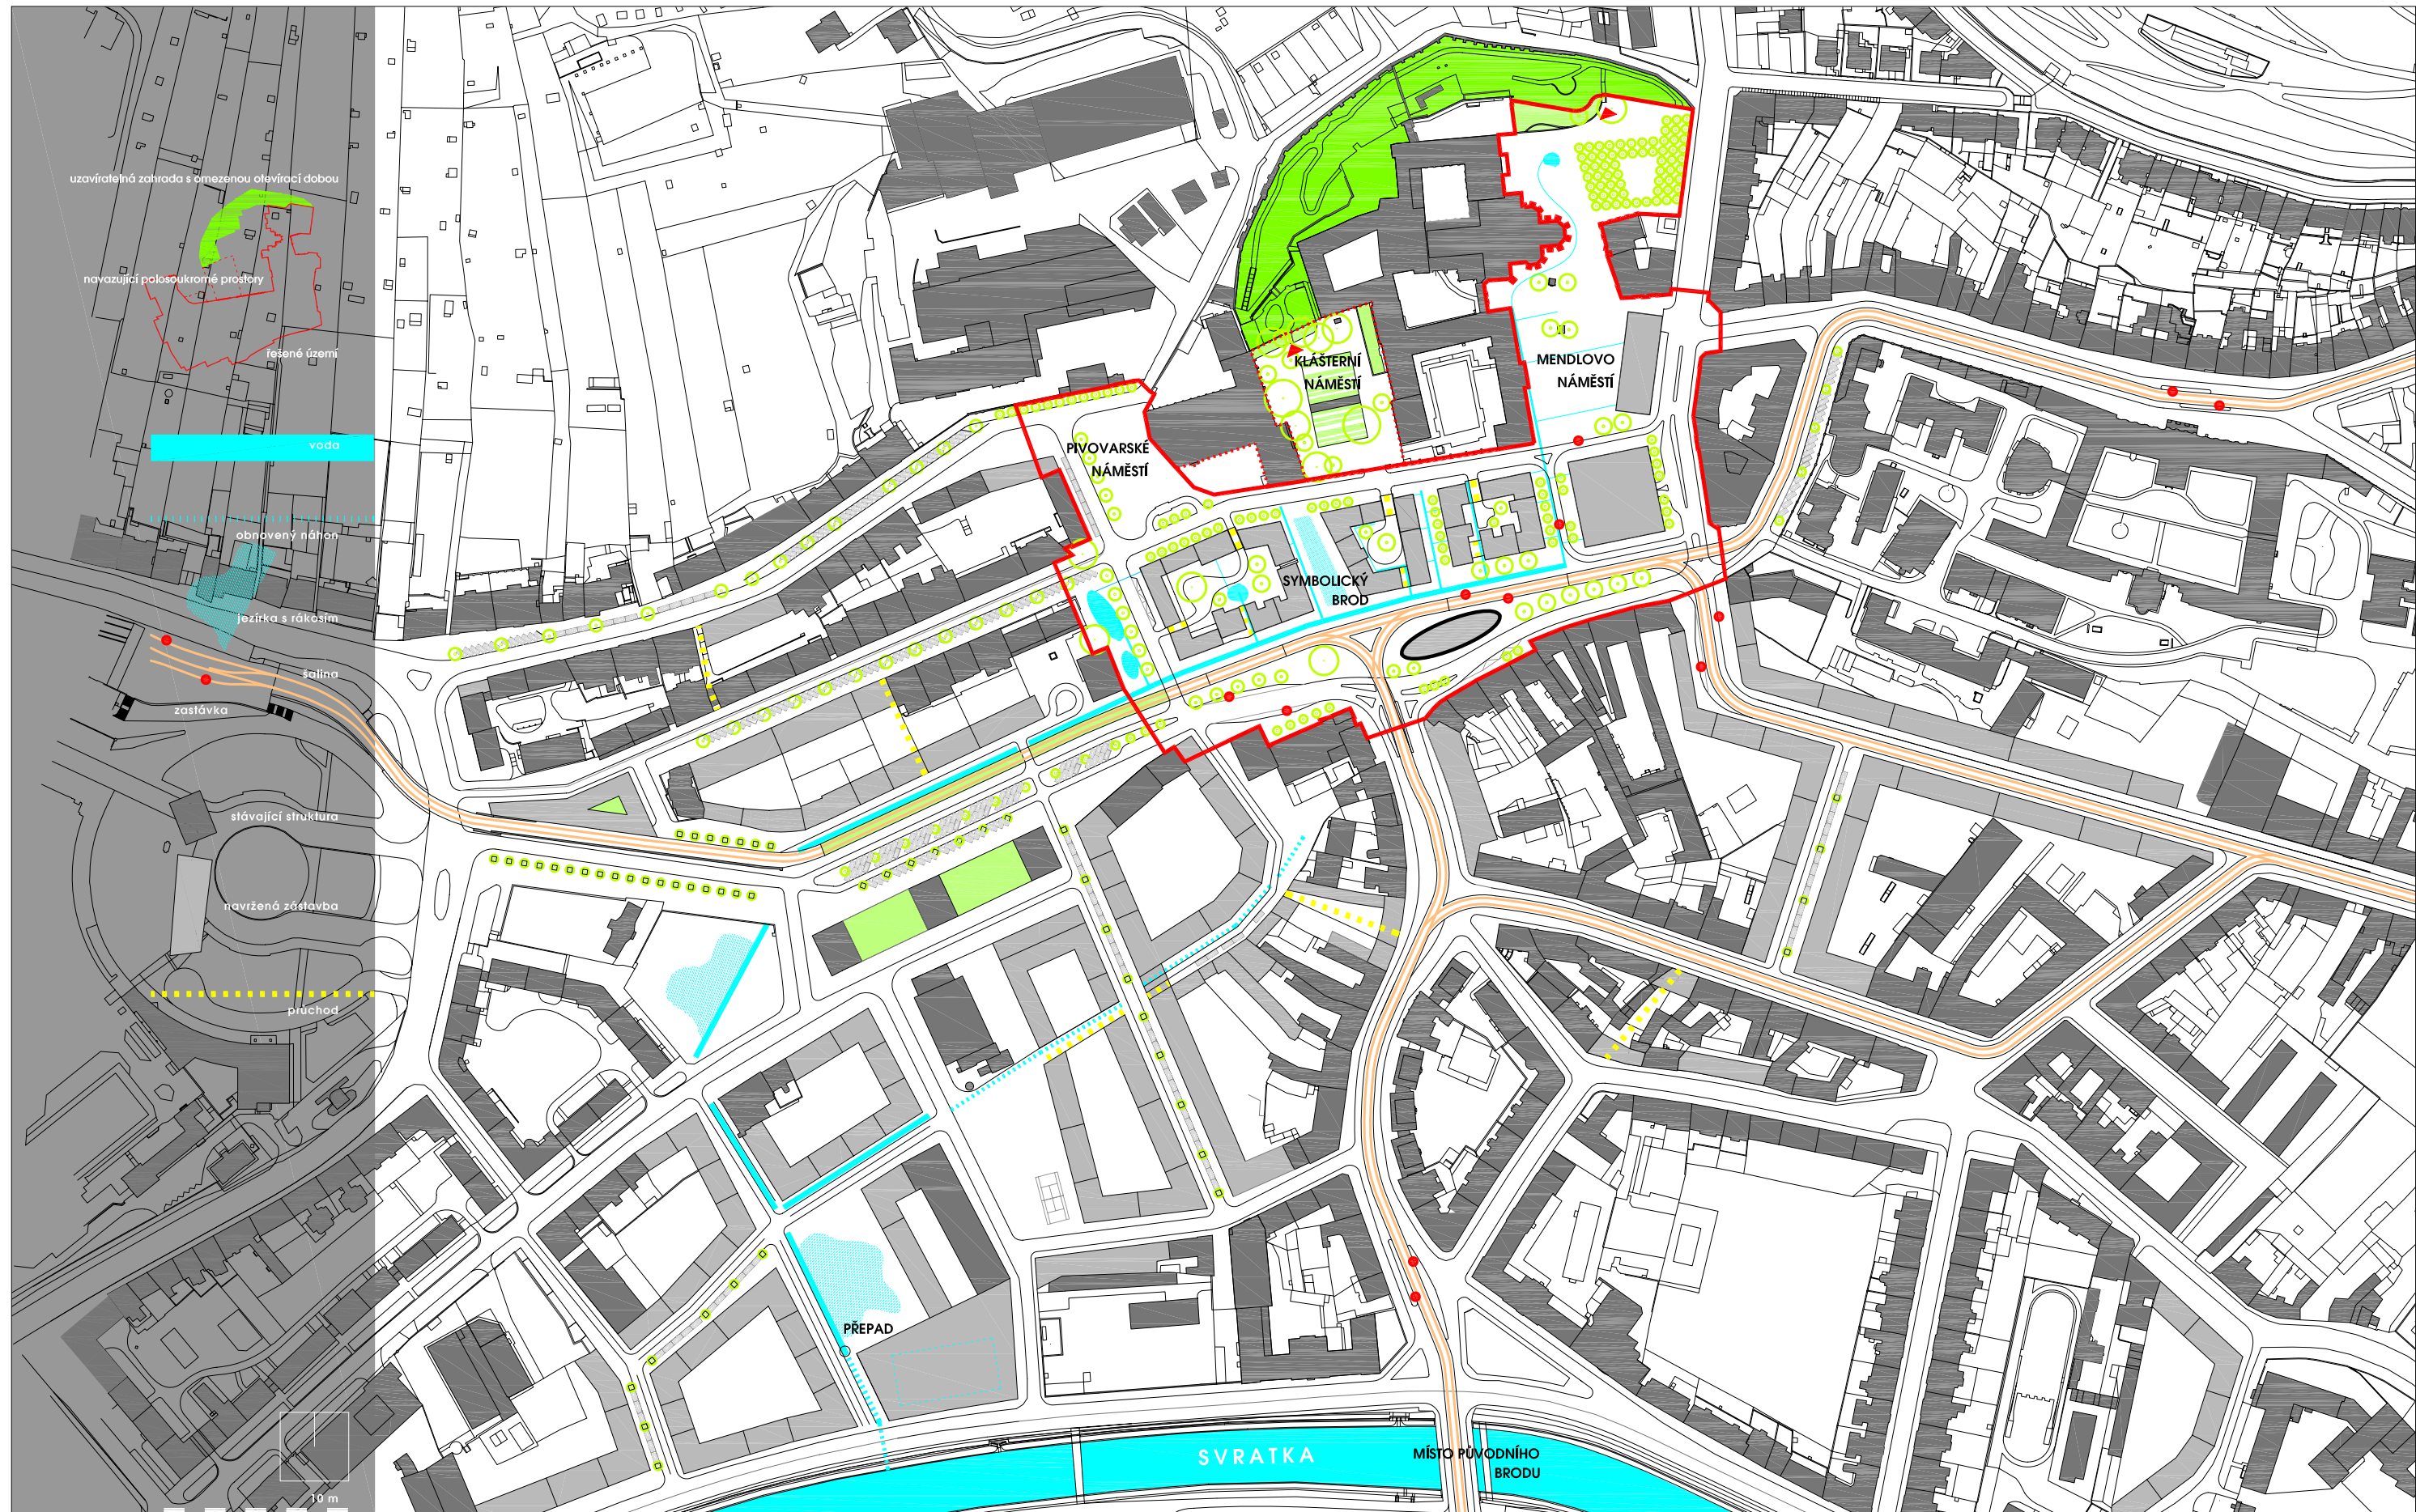 uzavíratelná zahrada s omezenou otevírací dobou
navazující polosoukromé prostory
řešené území
voda
obnovený náhon
jezírka s rákosím
šalina
zastávka
stávající struktura
navržená zástavba
průchod
10 m
KLÁŠTERNÍ
NÁMĚSTÍ
MENDLOVO
NÁMĚSTÍ
PIVOVARSKÉ
NÁMĚSTÍ
SYMBOLICKÝ
BROD
PŘEPAD
SVRATKA
MÍSTO PŮVODNÍHO
BRODU